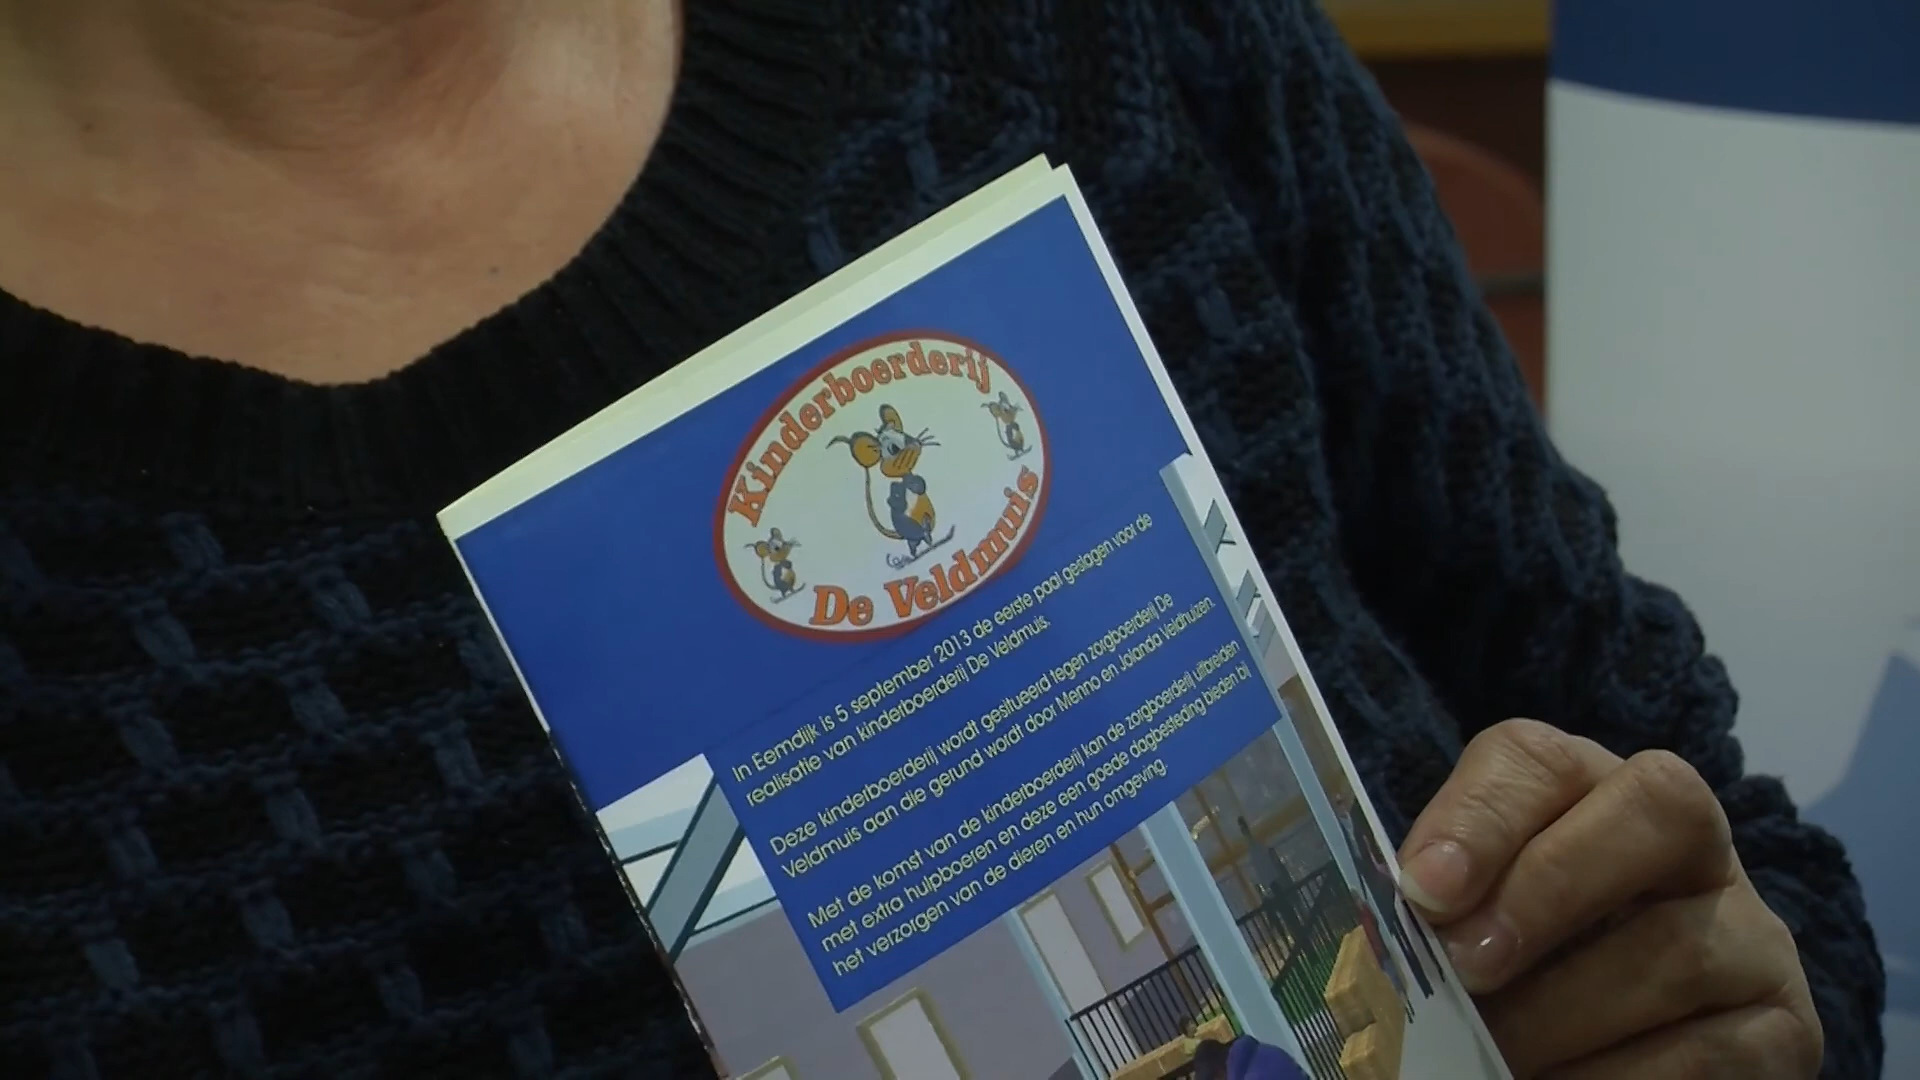 Kinderboerderij
De Veldmuis
In Eemdijk is 5 september 2013 de eerste paal geslagen voor de
realisatie van kinderboerderij De Veldmuis.
Deze kinderboerderij wordt gesitueerd tegen zorgboerderij De
Veldmuis aan die gerund wordt door Menno en Jolanda Veldhuizen.
Met de komst van de kinderboerderij kan de zorgboerderij uitbreiden
met extra hulpboeren en deze een goede dagbesteding bieden bij
het verzorgen van de dieren en hun omgeving.